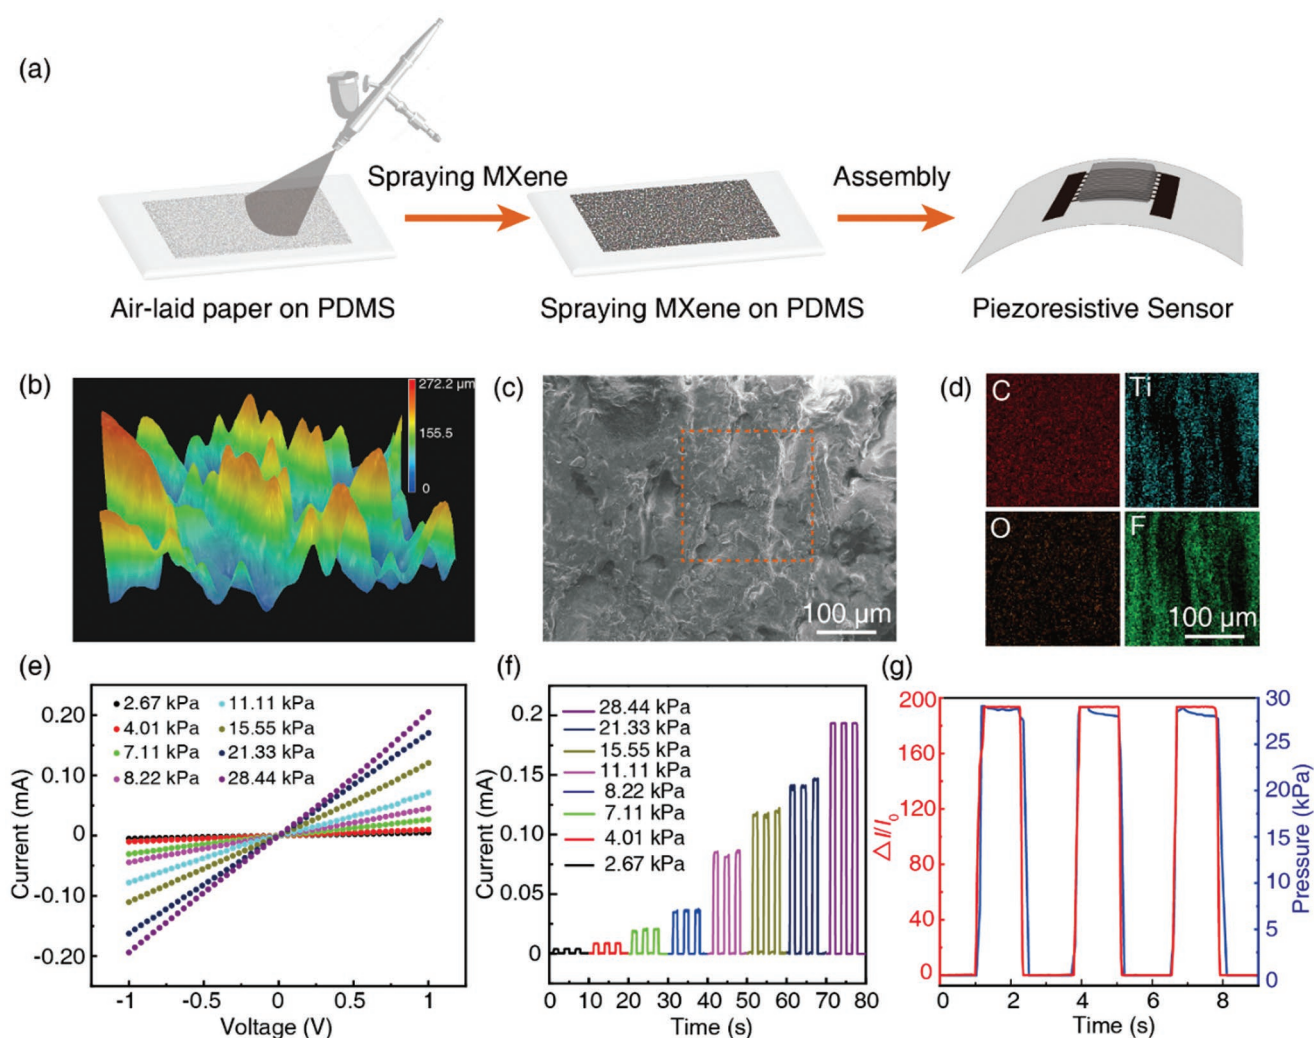 (a)
Spraying MXene
Assembly
Air-laid paper on PDMS
Spraying MXene on PDMS
Piezoresistive Sensor
(b)
272.2 µm
155.5
0
(c)
100 µm
(d)
C
Ti
O
F
100 µm
(e)
2.67 kPa
4.01 kPa
7.11 kPa
8.22 kPa
11.11 kPa
15.55 kPa
21.33 kPa
28.44 kPa
Current (mA)
0.20
0.10
0
-0.10
-0.20
-1
-0.5
0
0.5
1
Voltage (V)
(f)
28.44 kPa
21.33 kPa
15.55 kPa
11.11 kPa
8.22 kPa
7.11 kPa
4.01 kPa
2.67 kPa
Current (mA)
0.2
0.15
0.10
0.05
0
0 10 20 30 40 50 60 70 80
Time (s)
(g)
△I/I0
200
160
120
80
40
0
Pressure (kPa)
30
25
20
15
10
5
0
0 2 4 6 8
Time (s)